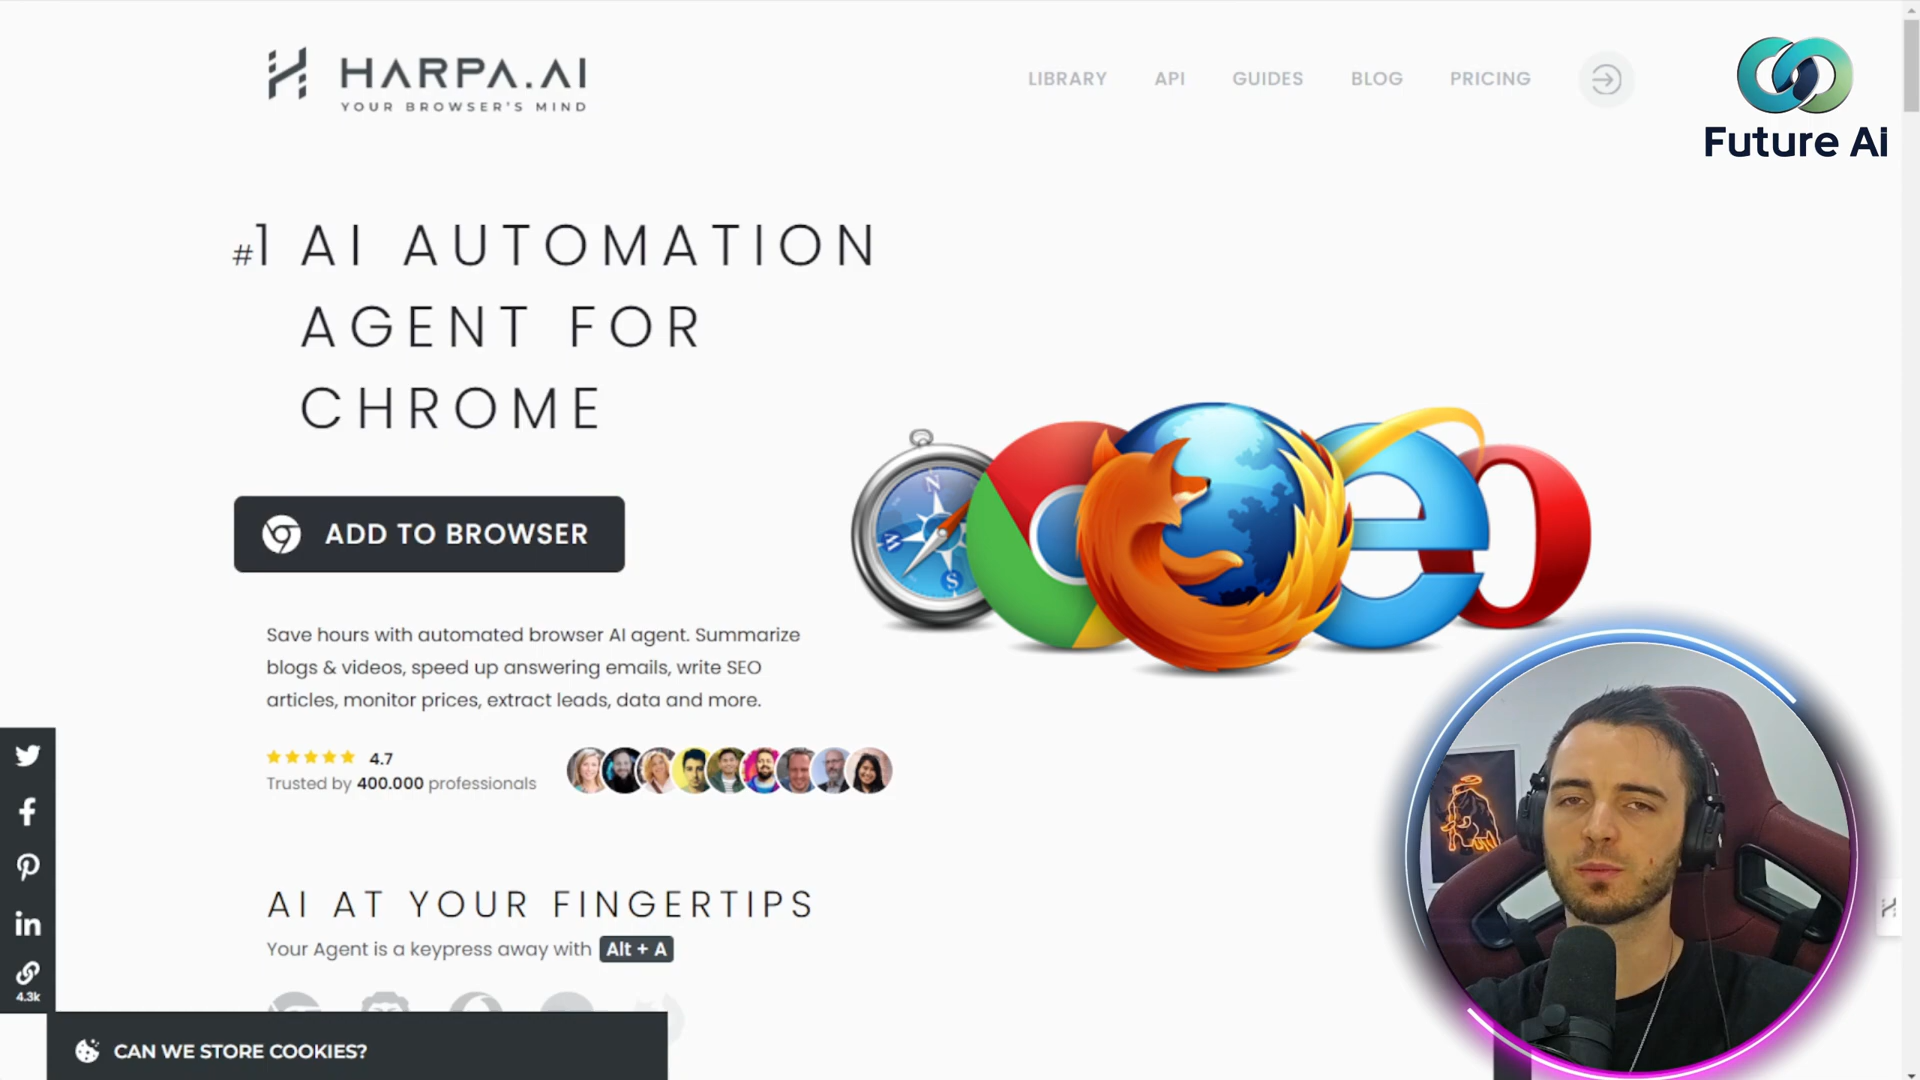 HARPA.AI
YOUR BROWSER'S MIND
LIBRARY
API
GUIDES
BLOG
PRICING
Future Ai
#1 AI AUTOMATION
AGENT FOR
CHROME
ADD TO BROWSER
N
W
S
Save hours with automated browser AI agent. Summarize
blogs & videos, speed up answering emails, write SEO
articles, monitor prices, extract leads, data and more.
4.7
Trusted by 400.000 professionals
AI AT YOUR FINGERTIPS
Your Agent is a keypress away with Alt + A
4.3k
CAN WE STORE COOKIES?